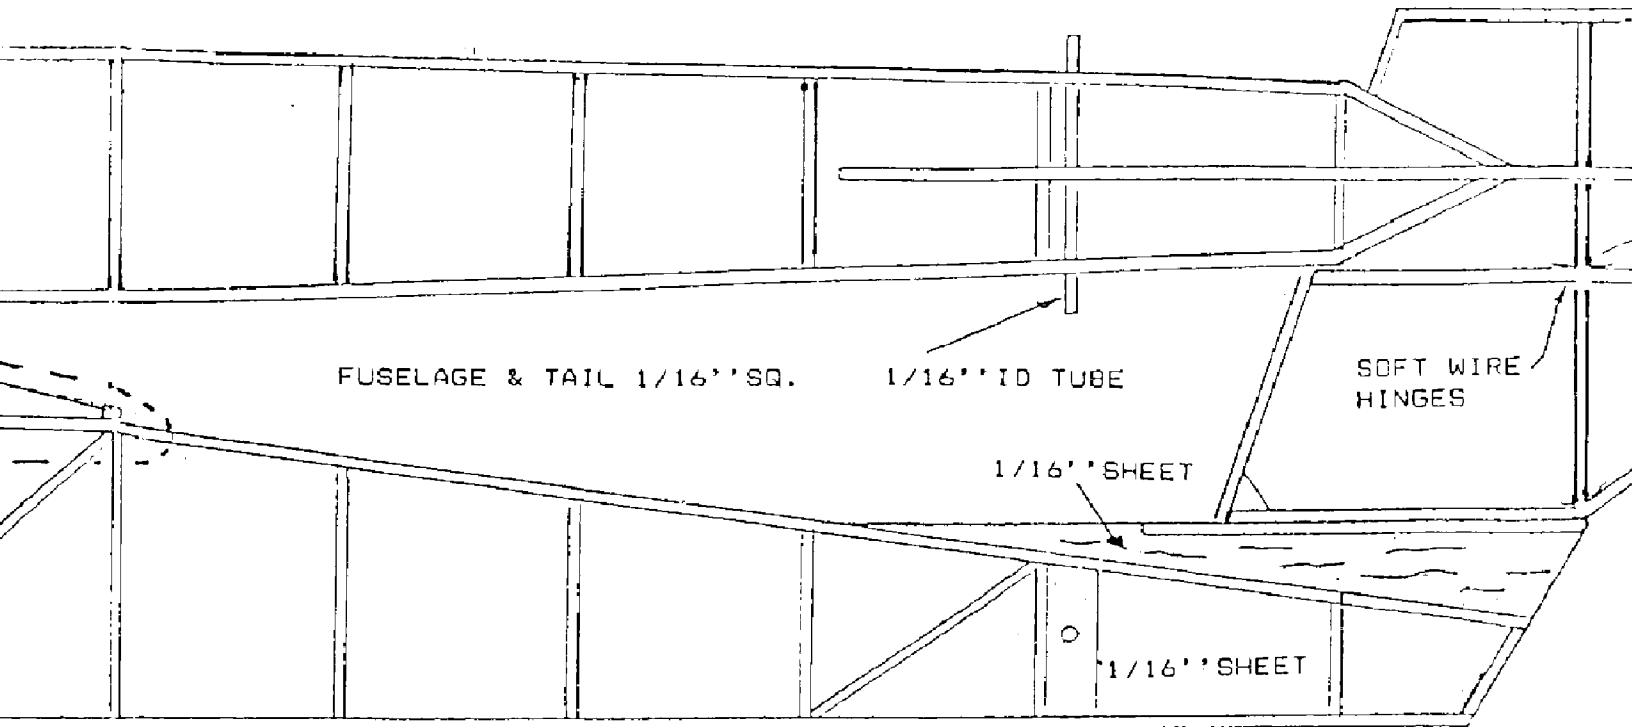 FUSELAGE & TAIL 1/16''SQ.
1/16''ID TUBE
SOFT WIRE
HINGES
1/16''SHEET
1/16''SHEET